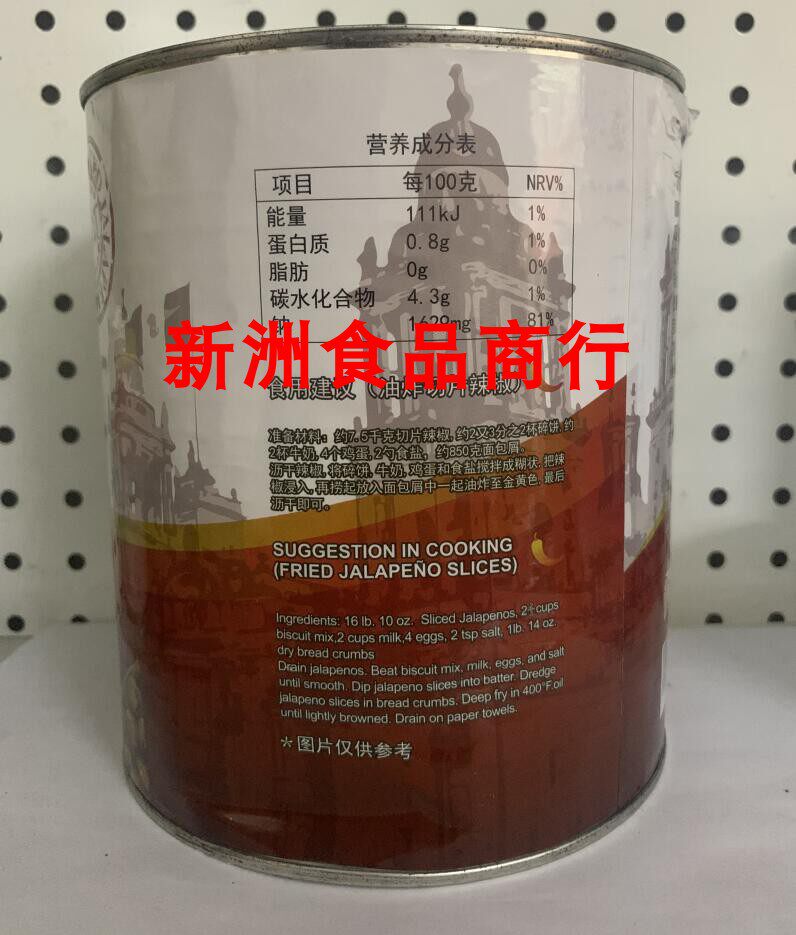 营养成分表
项目 每100克 NRV%
能量 111kJ 1%
蛋白质 0.8g 1%
脂肪 0g 0%
碳水化合物 4.3g 1%
钠 1629mg 81%
新洲食品商行
食用建议（油炸切片辣椒）
准备材料：约7.5千克切片辣椒，约2又3分之2杯碎饼，约
2杯牛奶，4个鸡蛋，2勺食盐，约850克面包屑。
沥干辣椒，将碎饼，牛奶，鸡蛋和食盐搅拌成糊状，把辣
椒浸入，再捞起放入面包屑中一起油炸至金黄色，最后
沥干即可。
SUGGESTION IN COOKING
(FRIED JALAPEÑO SLICES)
Ingredients: 16 lb. 10 oz. Sliced Jalapenos, cups
biscuit mix,2 cups milk,4 eggs, 2 tsp salt, 1lb. 14 oz.
dry bread crumbs
Drain jalapenos. Beat biscuit mix, milk, eggs, and salt
until smooth. Dip jalapeno slices into batter. Dredge
jalapeno slices in bread crumbs. Deep fry in 400°F.oil
until lightly browned. Drain on paper towels.
*图片仅供参考